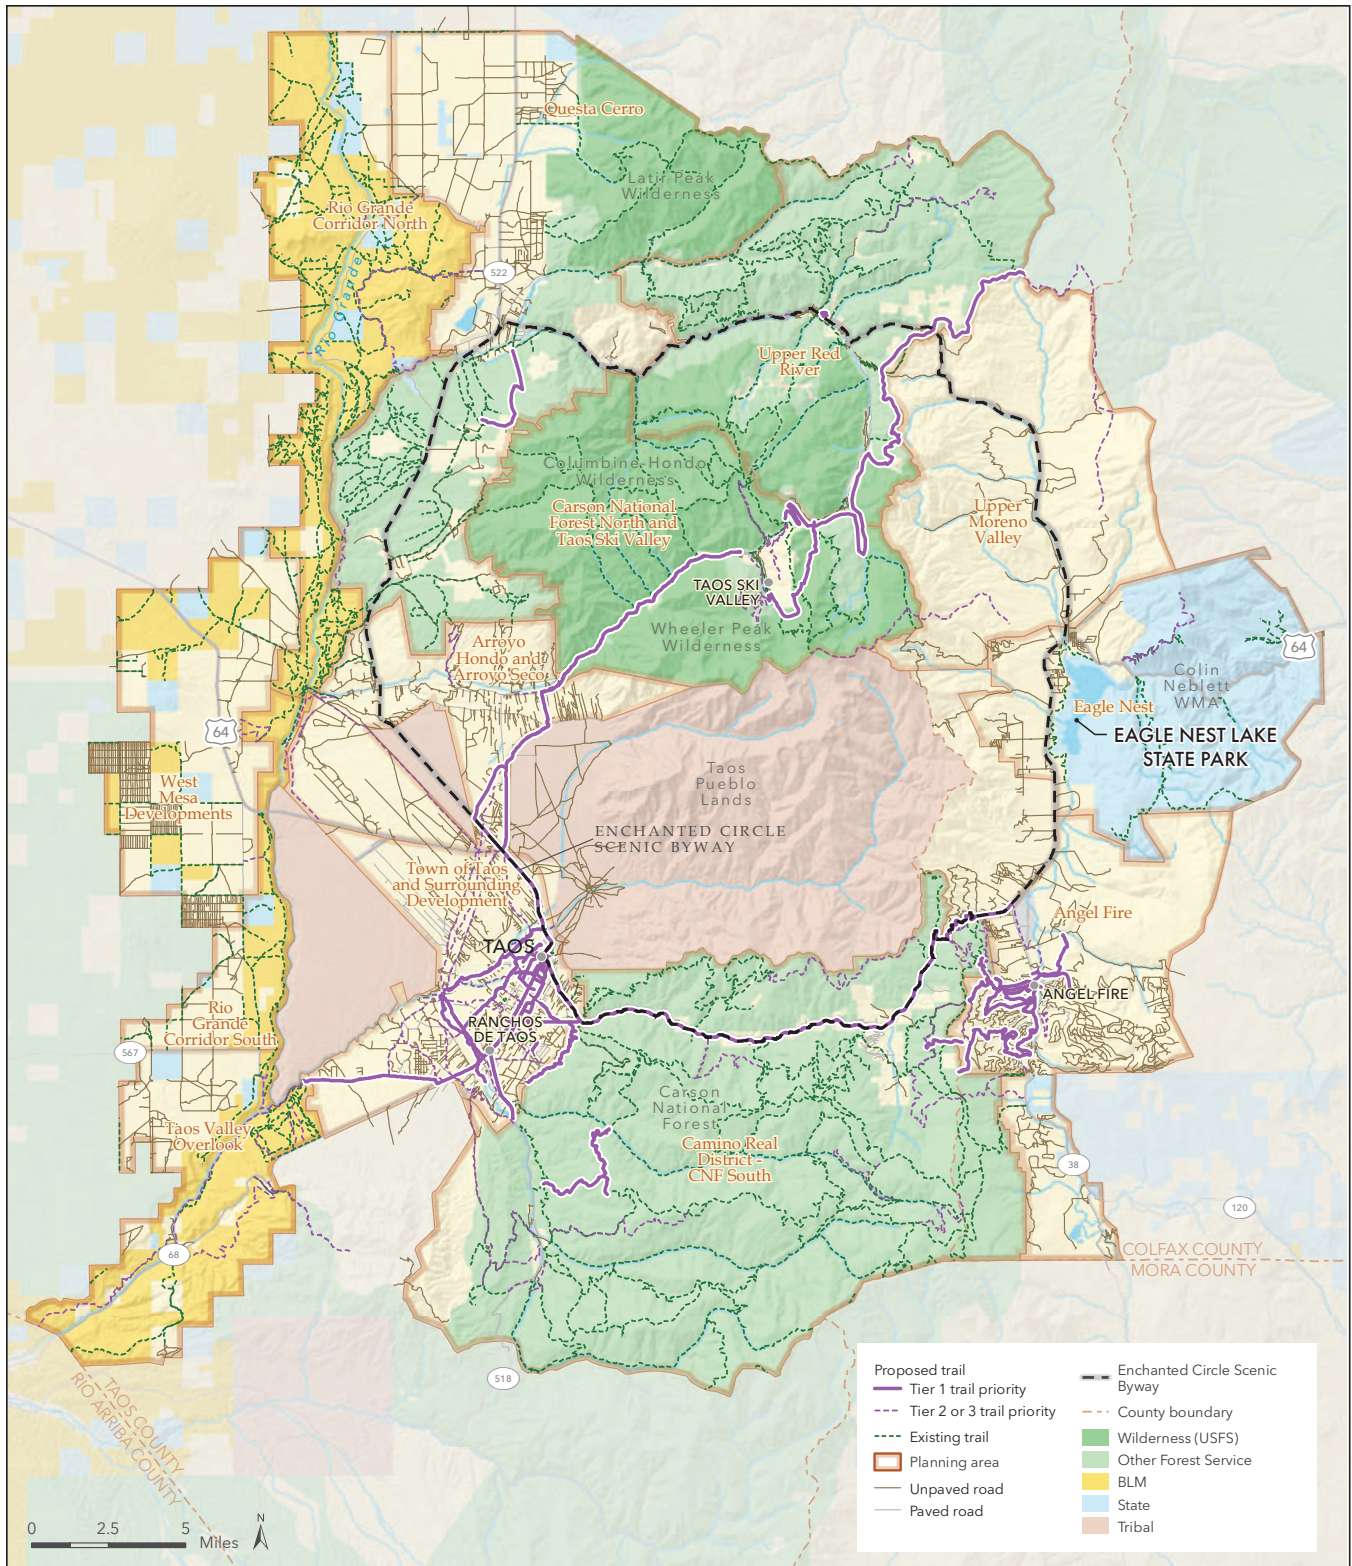 Questa Cerro
Latir Peak
Wilderness
Rio Grande
Corridor North
Rio Grande
522
Upper Red
River
Columbine-Hondo
Wilderness
Carson National
Forest North and
Taos Ski Valley
Upper
Moreno
Valley
TAOS SKI
VALLEY
Wheeler Peak
Wilderness
Arroyo
Hondo and
Arroyo Seco
64
Colin
Neblett
WMA
Eagle Nest
EAGLE NEST LAKE
STATE PARK
64
West
Mesa
Developments
Taos
Pueblo
Lands
ENCHANTED CIRCLE
SCENIC BYWAY
Town of Taos
and Surrounding
Development
Angel Fire
TAOS
ANGEL FIRE
Rio
Grande
Corridor South
RANCHOS
DE TAOS
567
Carson
National
Forest
Taos Valley
Overlook
Camino Real
District -
CNF South
38
120
68
COLFAX COUNTY
MORA COUNTY
518
TAOS COUNTY
RIO ARRIBA COUNTY
Proposed trail
Tier 1 trail priority
Tier 2 or 3 trail priority
Existing trail
Planning area
Unpaved road
Paved road
Enchanted Circle Scenic
Byway
County boundary
Wilderness (USFS)
Other Forest Service
BLM
State
Tribal
0 2.5 5
Miles
N